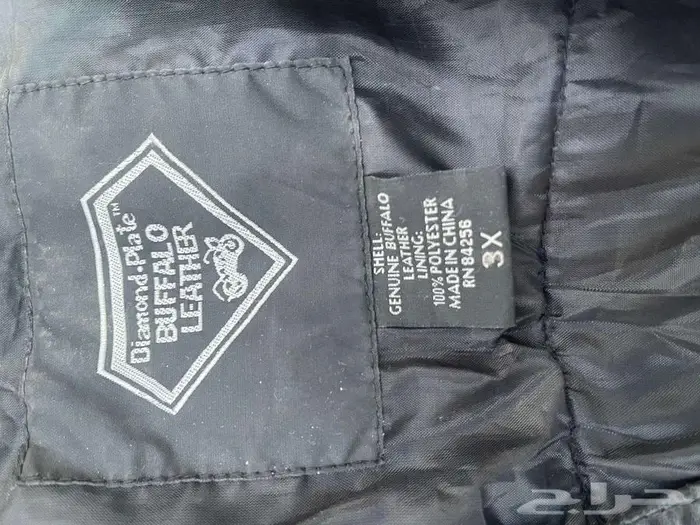 Diamond-Plate™
BUFFALO
LEATHER
SHELL:
GENUINE BUFFALO
LEATHER
LINING:
100% POLYESTER
MADE IN CHINA
RN 84256
3X
حراج